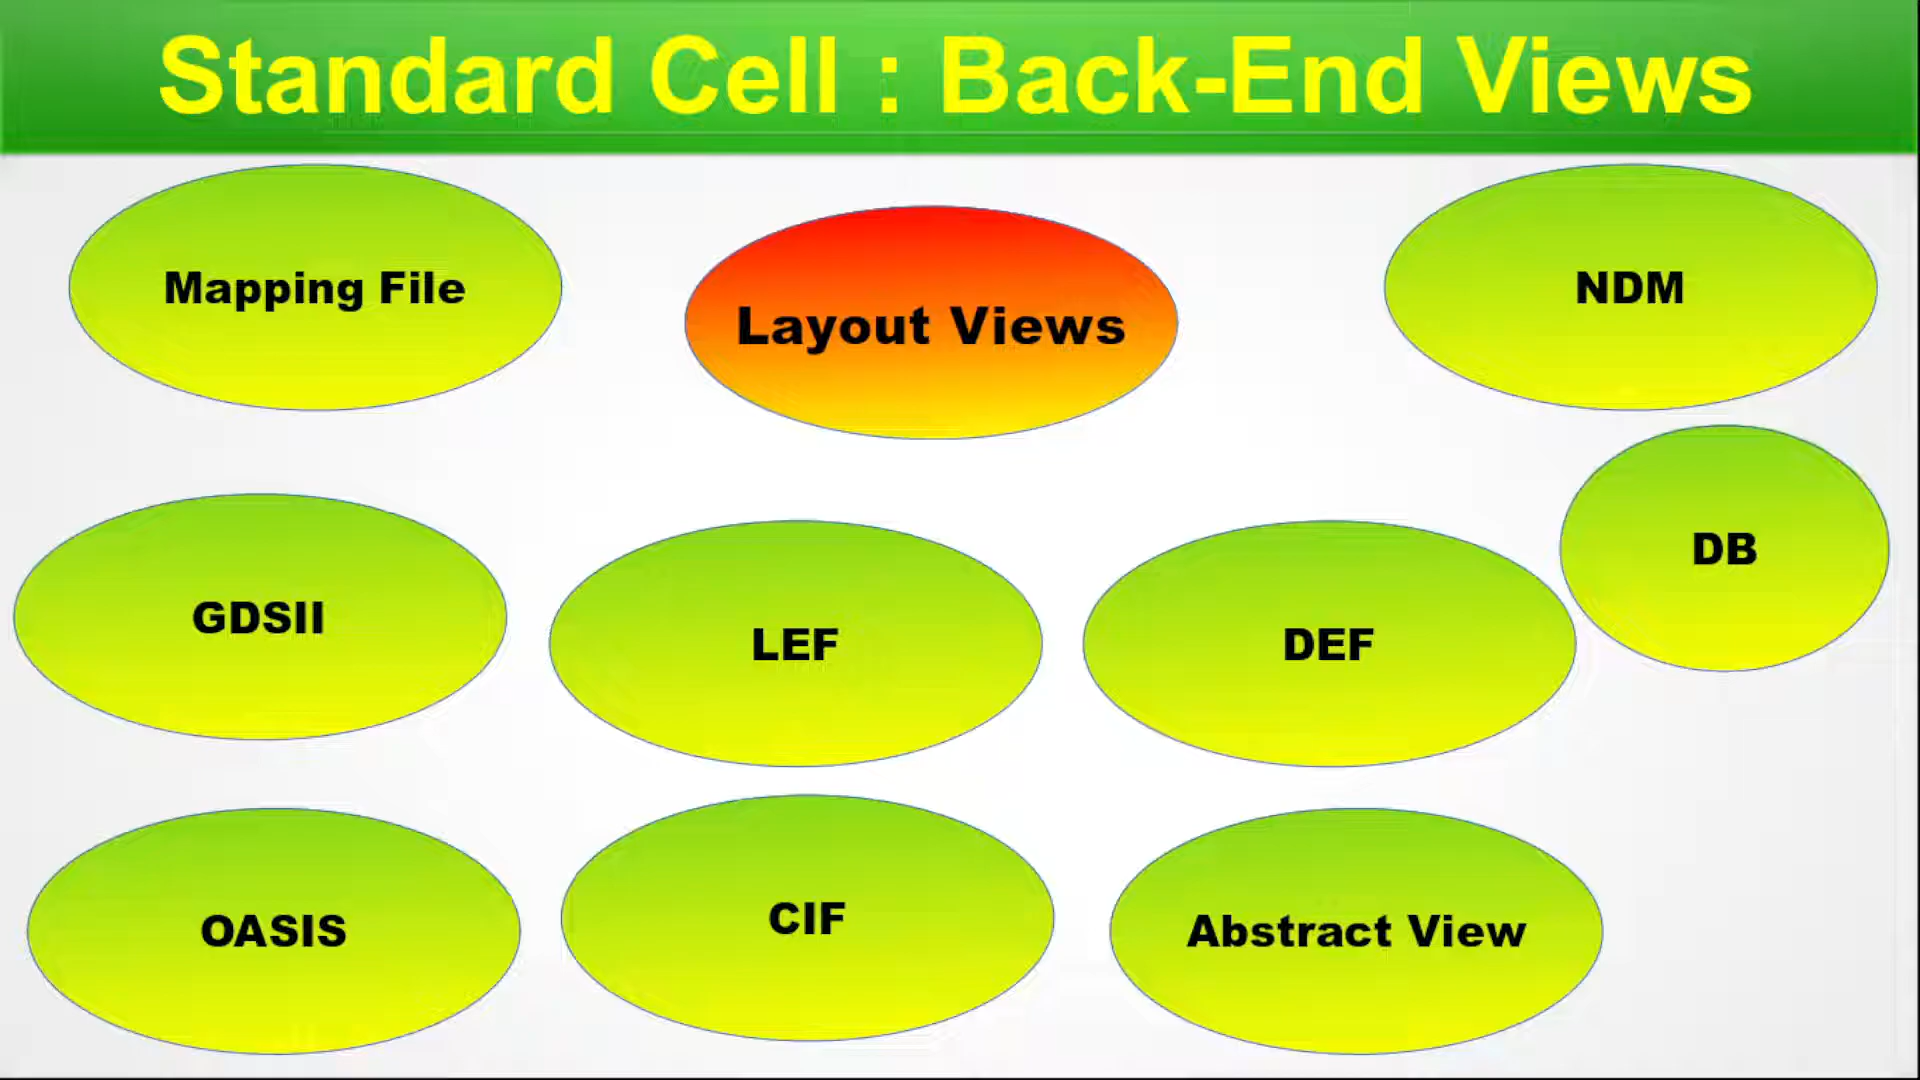 Standard Cell : Back-End Views
Mapping File
Layout Views
NDM
DB
GDSII
LEF
DEF
OASIS
CIF
Abstract View